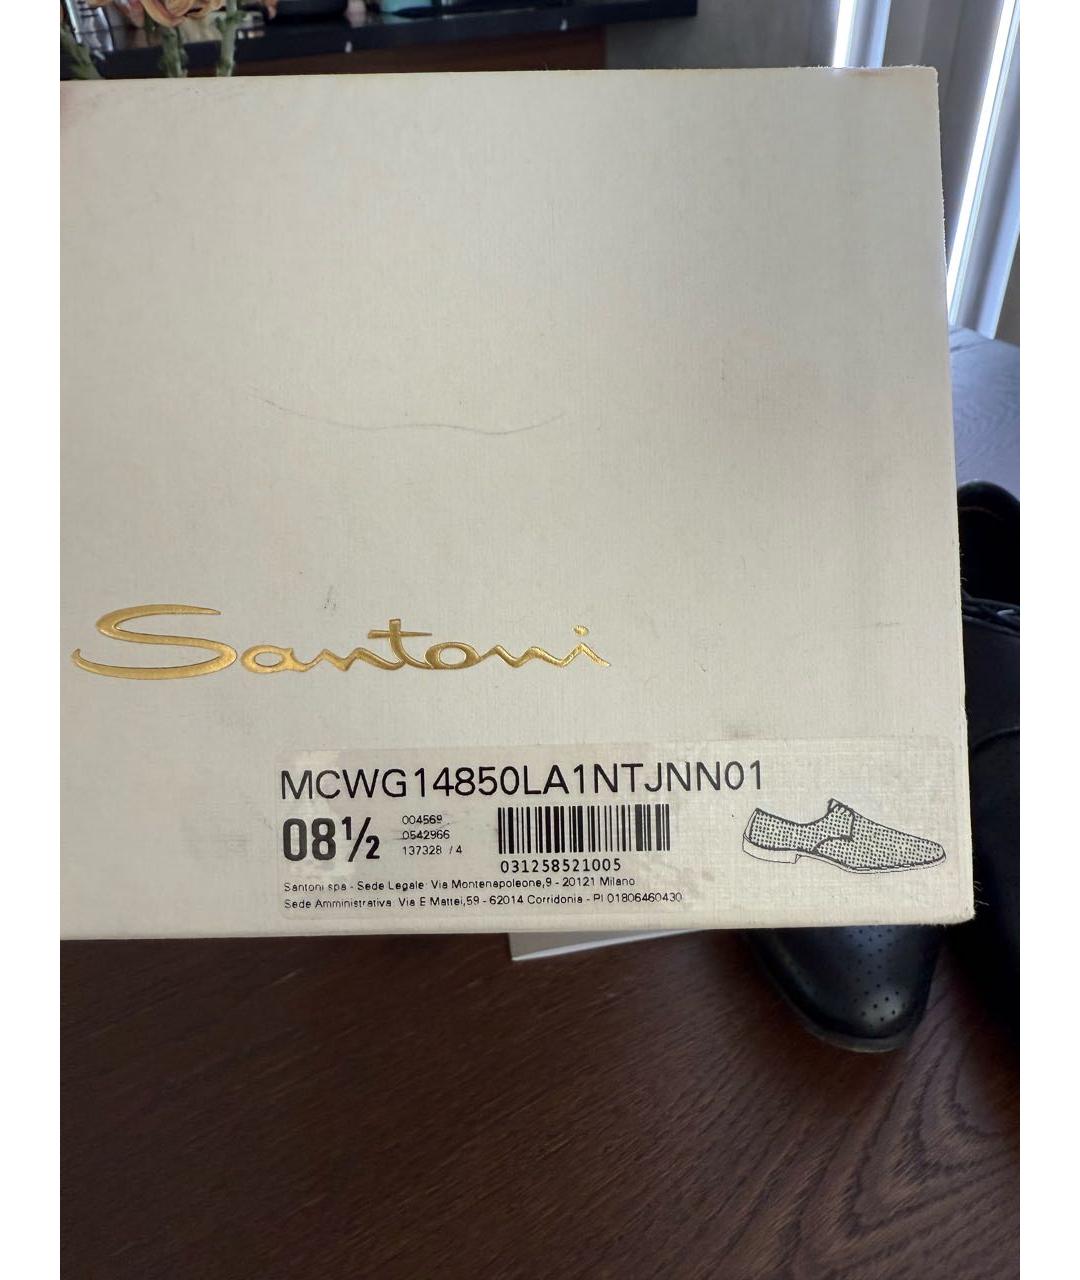 Santoni
MCWG14850LA1NTJNN01
08½
004569
0542966
137328 / 4
031258521005
Santoni spa - Sede Legale: Via Montenapoleone,9 - 20121 Milano
Sede Amministrativa: Via E Mattei,59 - 62014 Corridonia - PI 01806460430